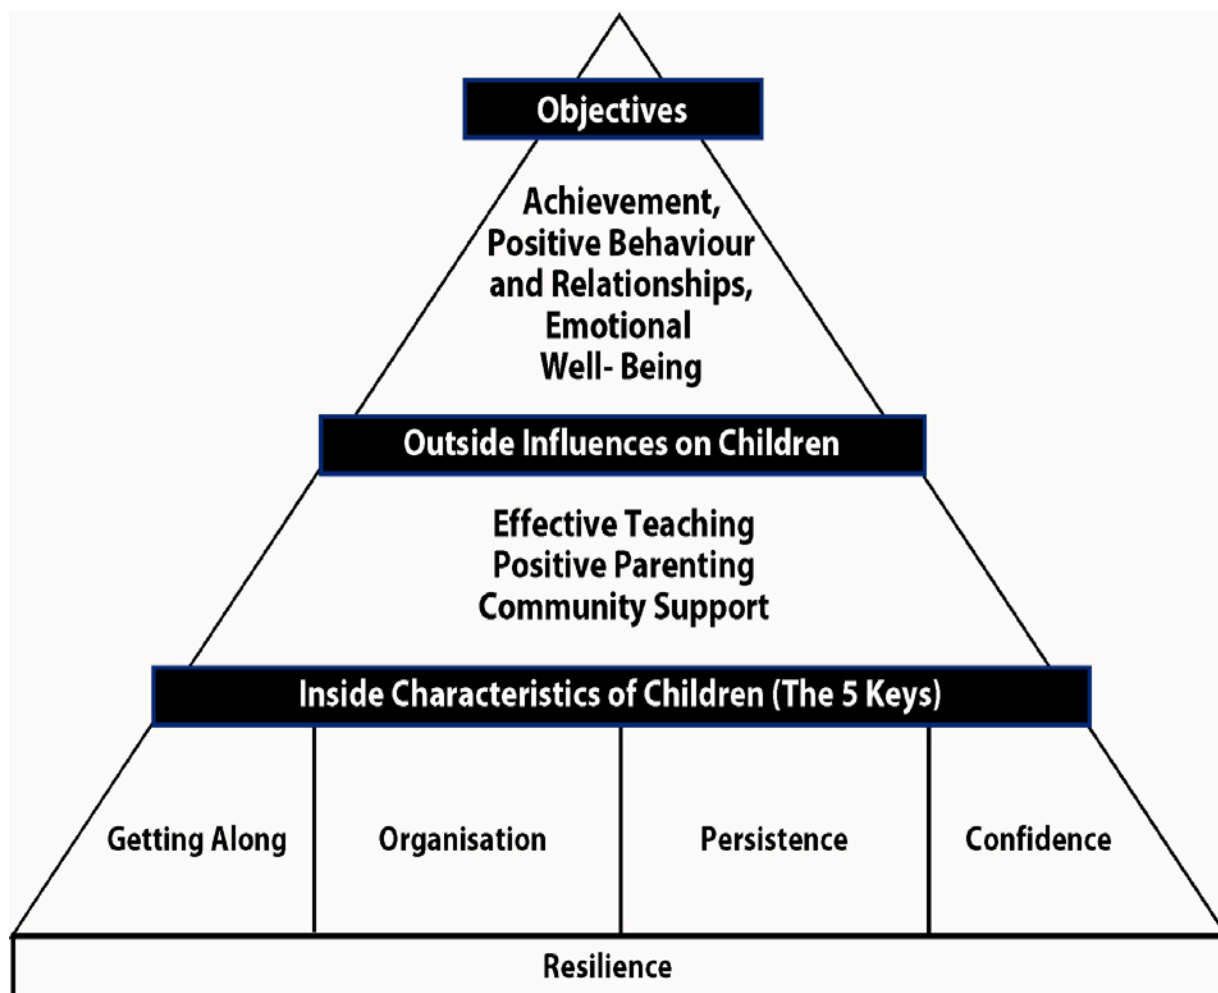 Objectives
Achievement,
Positive Behaviour
and Relationships,
Emotional
Well- Being
Outside Influences on Children
Effective Teaching
Positive Parenting
Community Support
Inside Characteristics of Children (The 5 Keys)
Getting Along
Organisation
Persistence
Confidence
Resilience